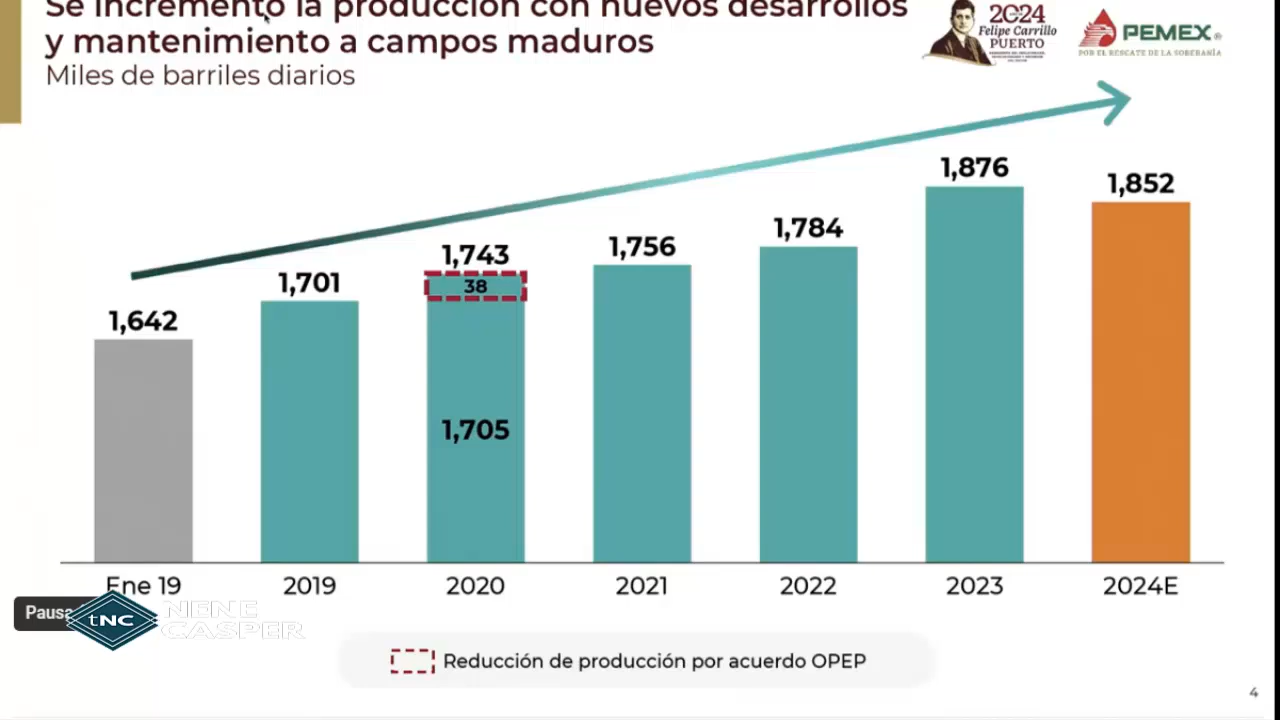 Se incrementó la producción con nuevos desarrollos
y mantenimiento a campos maduros
Miles de barriles diarios
2024
Felipe Carrillo
PUERTO
PEMEX®
POR EL RESCATE DE LA SOBERANÍA
1,642
1,701
1,743
38
1,705
1,756
1,784
1,876
1,852
Ene 19
2019
2020
2021
2022
2023
2024E
Pausa
tNC
NENE
CASPER
Reducción de producción por acuerdo OPEP
4